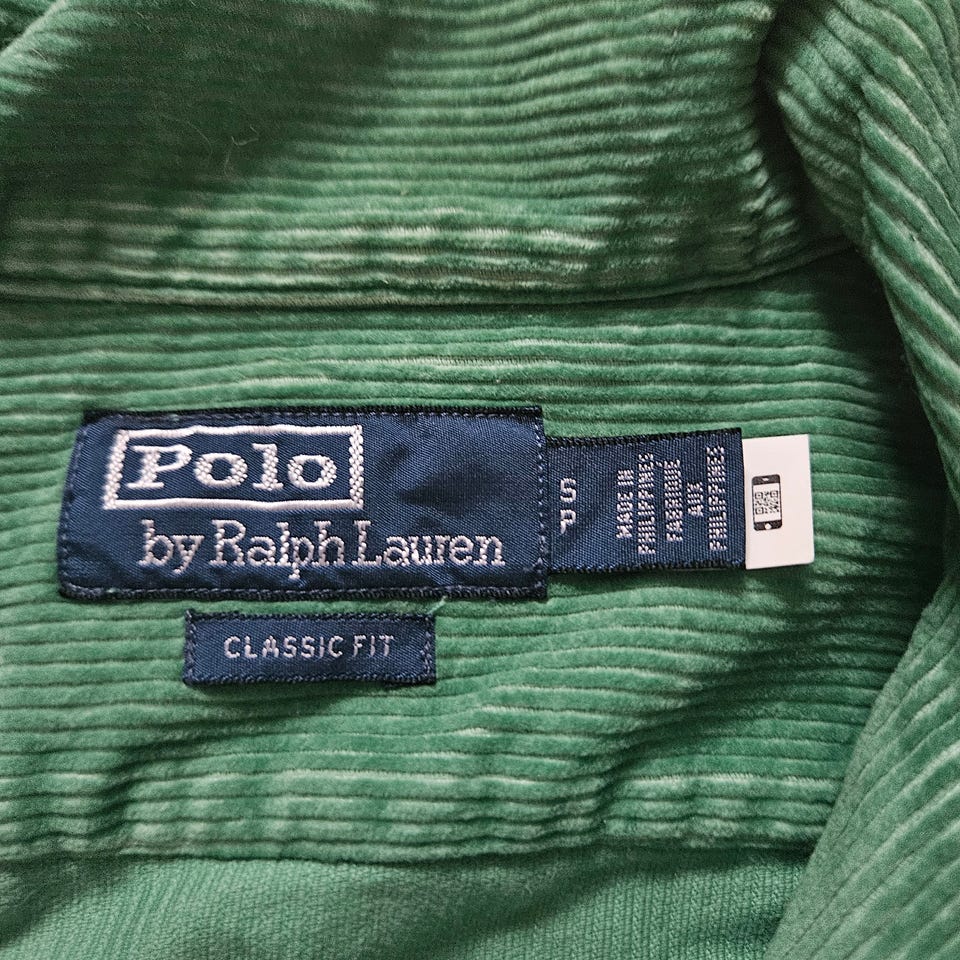 Polo
by Ralph Lauren
S
P
MADE IN
PHILIPPINES
FABRIQUÉ
AUX
PHILIPPINES
CLASSIC FIT